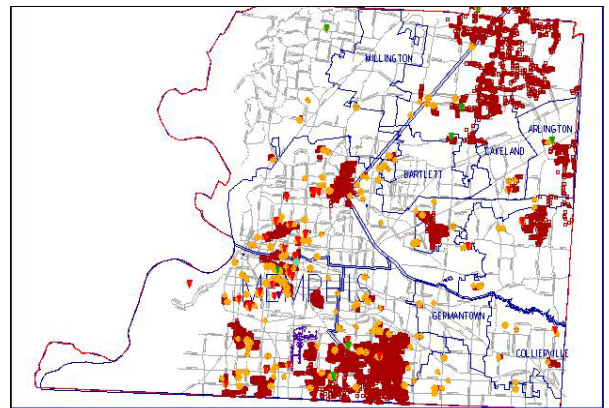 MILLINGTON
ARLINGTON
LAKELAND
BARTLETT
MEMPHIS
GERMANTOWN
COLLIERVILLE